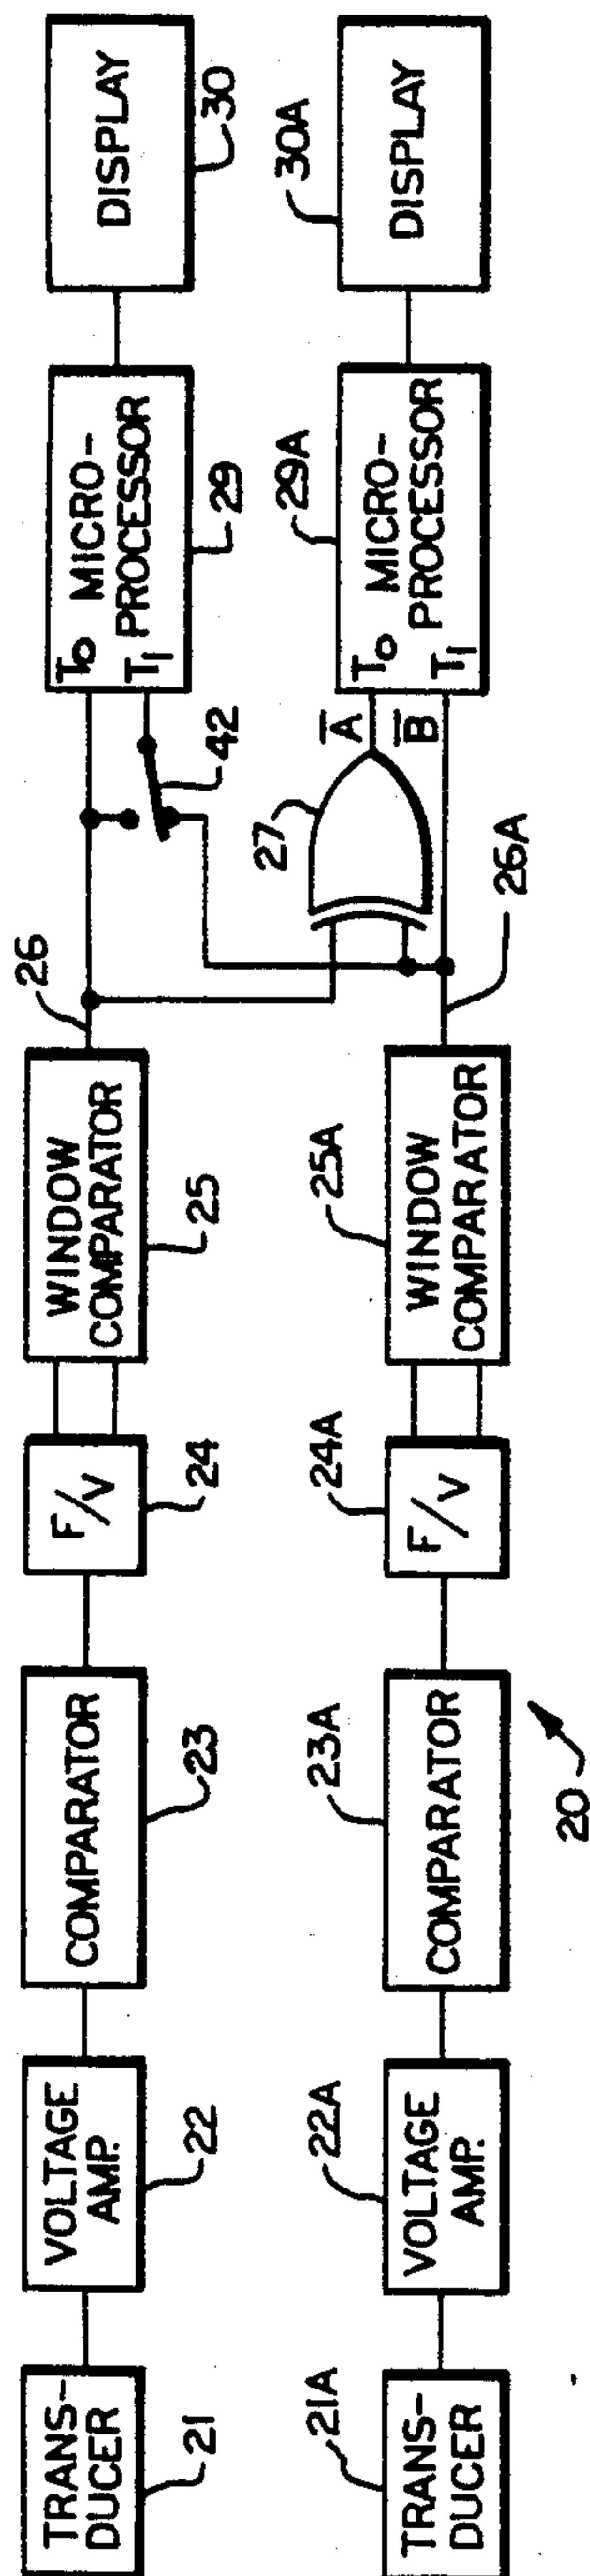 TRANS-
DUCER
21
VOLTAGE
AMP.
22
COMPARATOR
23
F/V
24
WINDOW
COMPARATOR
25
26
42
T0
MICRO-
PROCESSOR
T1
29
DISPLAY
30
TRANS-
DUCER
21A
VOLTAGE
AMP.
22A
COMPARATOR
23A
F/V
24A
WINDOW
COMPARATOR
25A
26A
27
A̅
B̅
T0
MICRO-
PROCESSOR
T1
29A
DISPLAY
30A
20